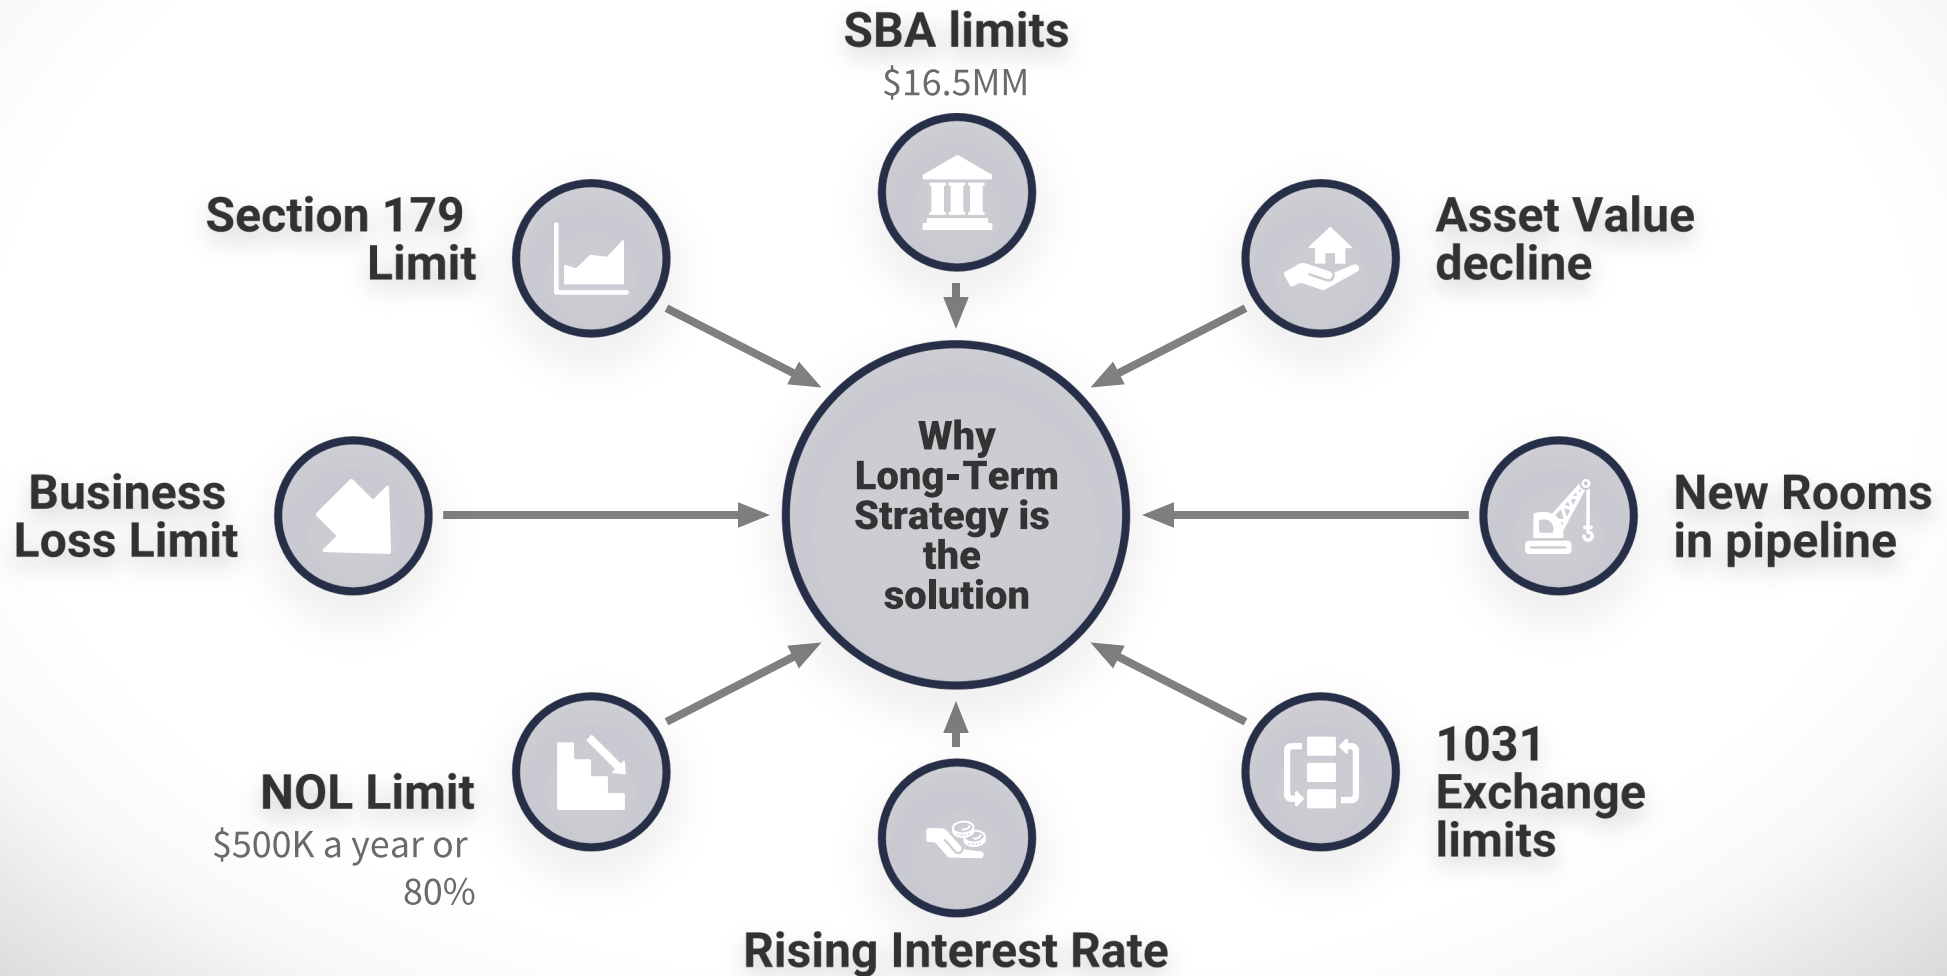 SBA limits
$16.5MM
Section 179
Limit
Asset Value
decline
Why
Long-Term
Strategy is
the
solution
Business
Loss Limit
New Rooms
in pipeline
NOL Limit
$500K a year or
80%
1031
Exchange
limits
Rising Interest Rate